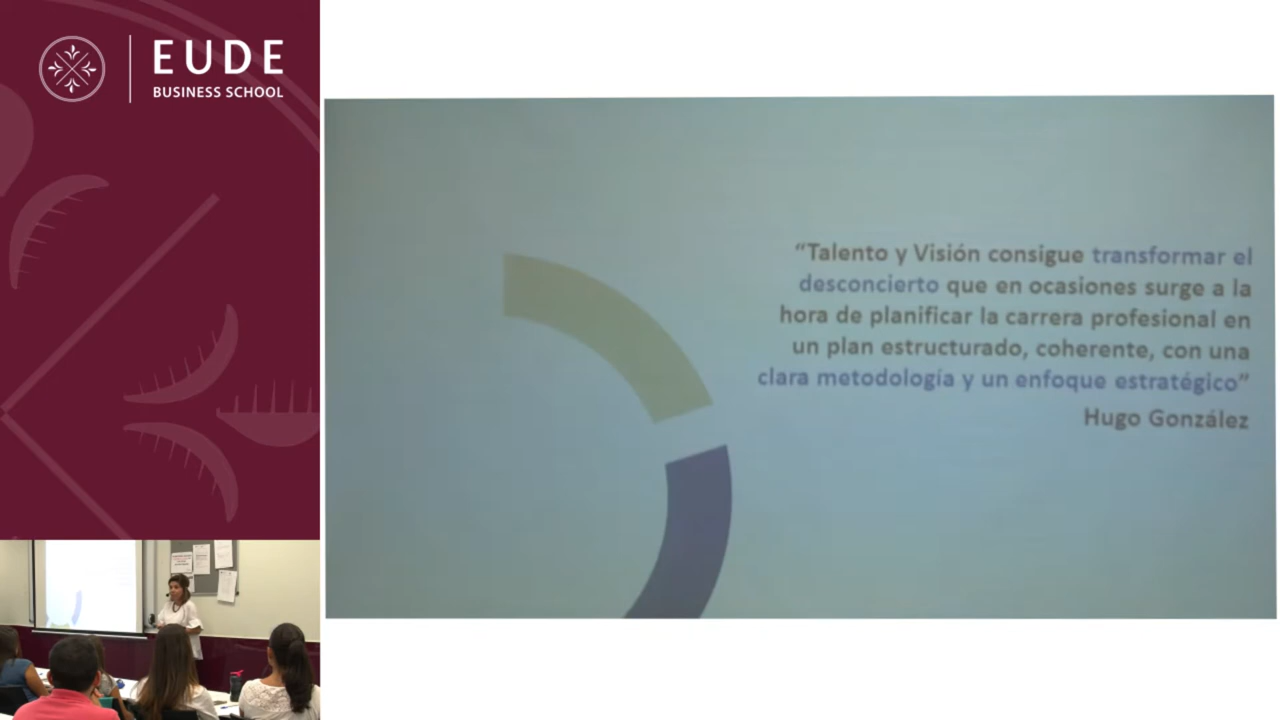 EUDE
BUSINESS SCHOOL
“Talento y Visión consigue transformar el
desconcierto que en ocasiones surge a la
hora de planificar la carrera profesional en
un plan estructurado, coherente, con una
clara metodología y un enfoque estratégico”
Hugo González